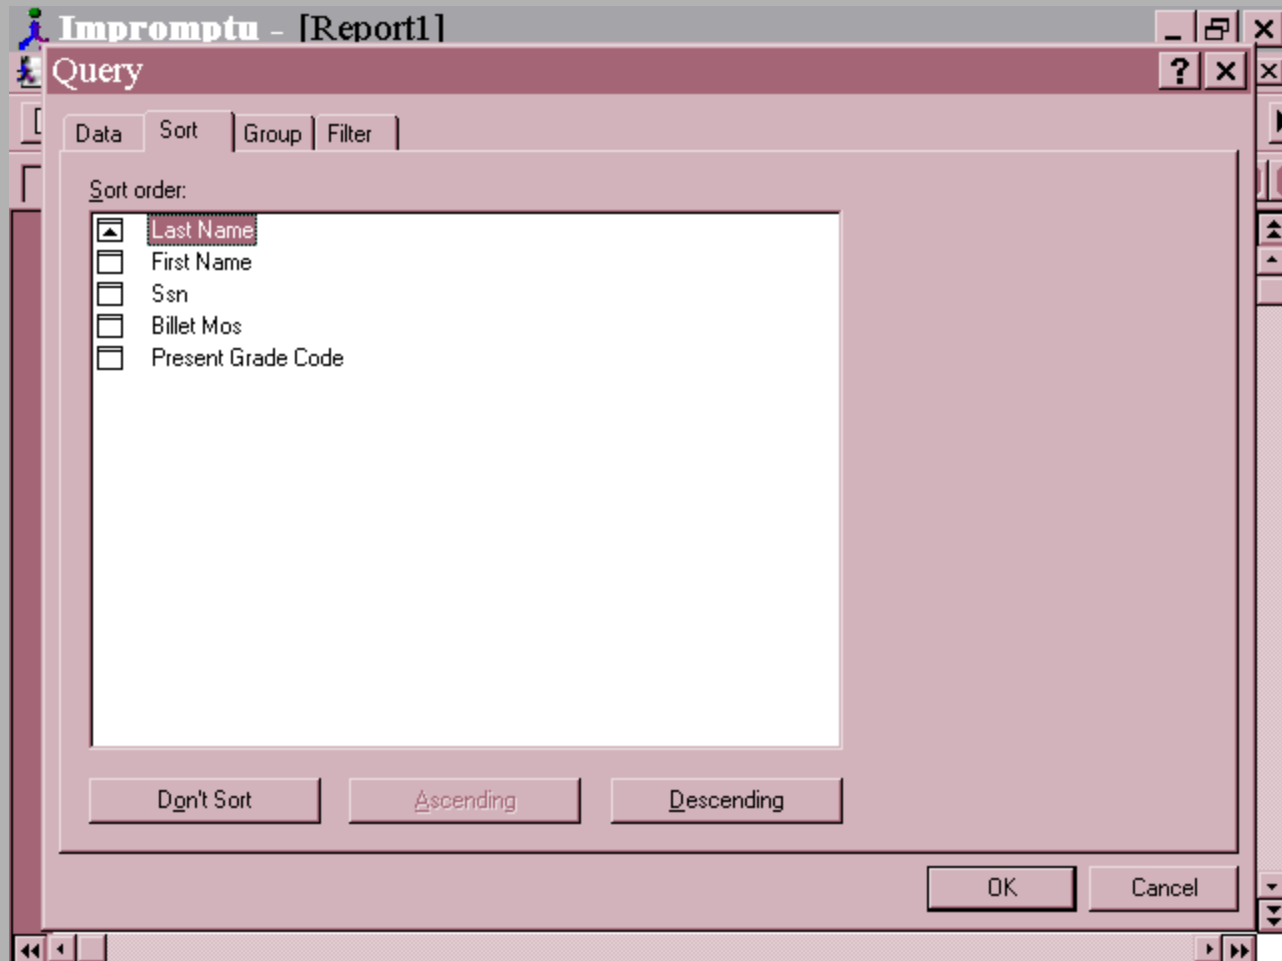 Impromptu - [Report1]
Query
Data Sort Group Filter
Sort order:
Last Name
First Name
Ssn
Billet Mos
Present Grade Code
Don't Sort Ascending Descending
OK Cancel